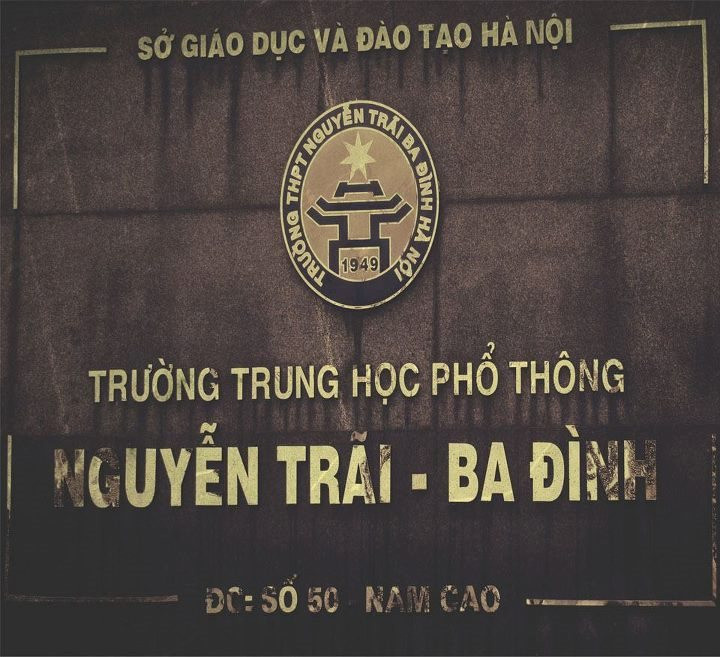 SỞ GIÁO DỤC VÀ ĐÀO TẠO HÀ NỘI
TRƯỜNG THPT NGUYỄN TRÃI BA ĐÌNH HÀ NỘI
1949
TRƯỜNG TRUNG HỌC PHỔ THÔNG
NGUYỄN TRÃI - BA ĐÌNH
ĐC: SỐ 50 - NAM CAO